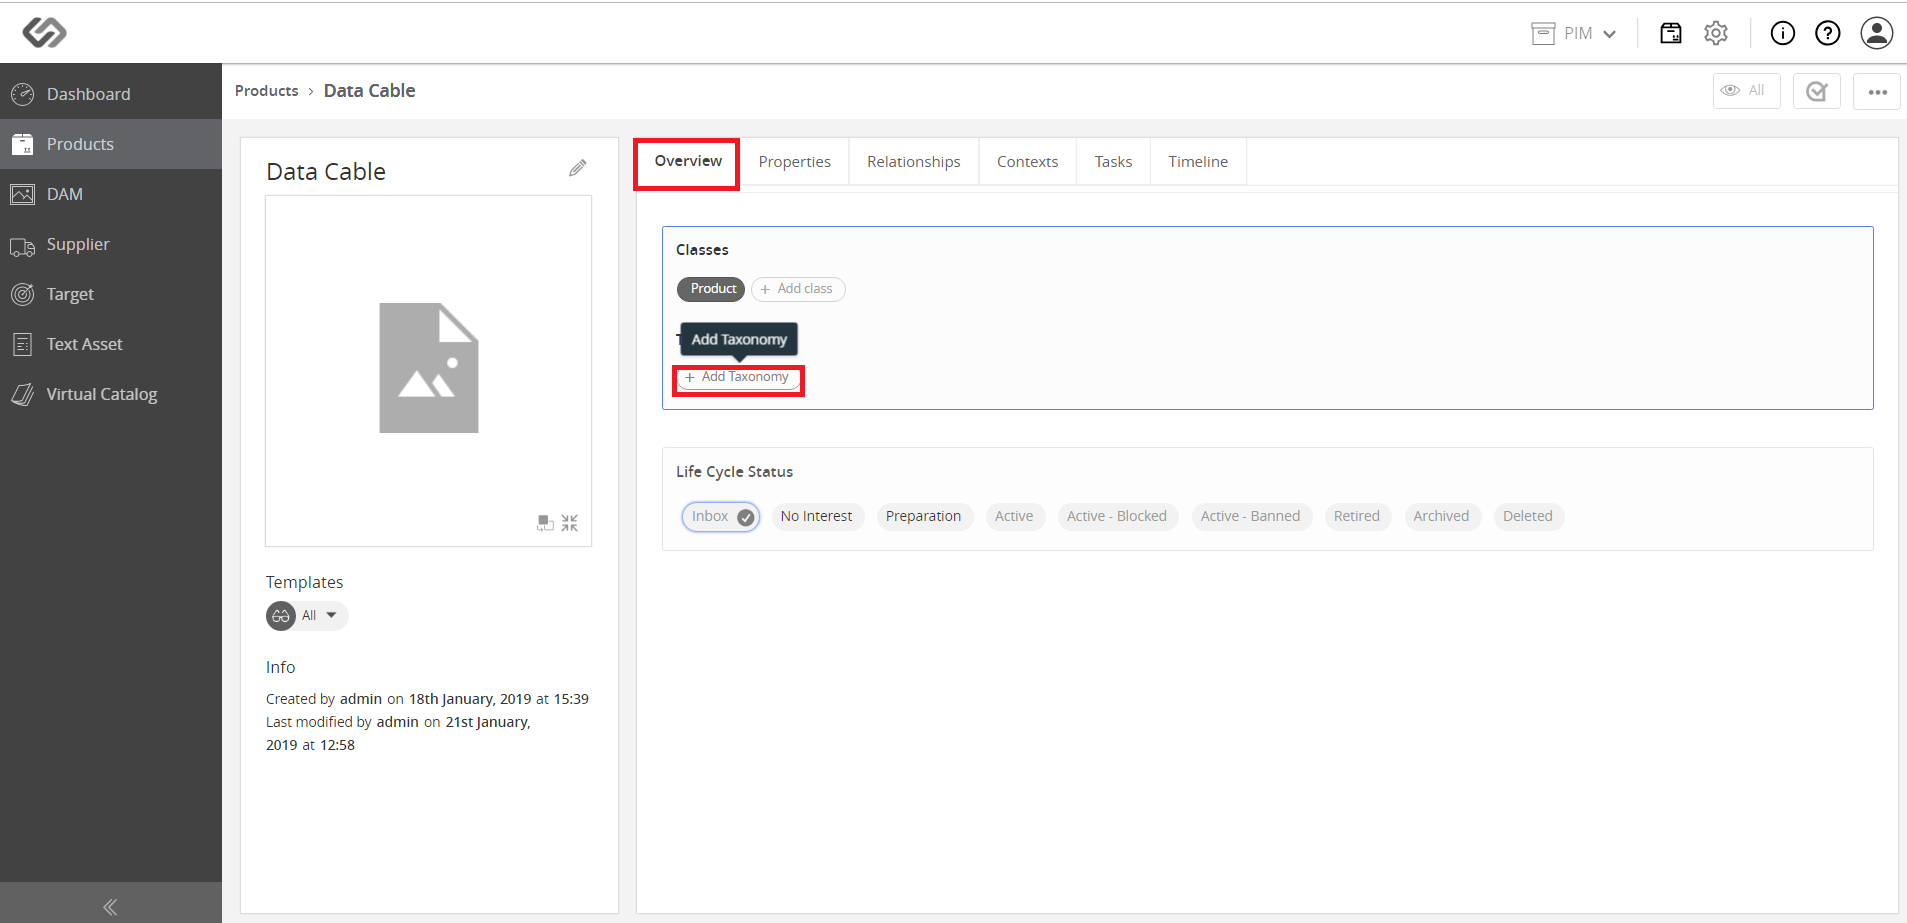 PIM
Dashboard
Products
DAM
Supplier
Target
Text Asset
Virtual Catalog
Products › Data Cable
All
Data Cable
Templates
All
Info
Created by admin on 18th January, 2019 at 15:39
Last modified by admin on 21st January,
2019 at 12:58
Overview Properties Relationships Contexts Tasks Timeline
Classes
Product + Add class
Add Taxonomy
+ Add Taxonomy
Life Cycle Status
Inbox No Interest Preparation Active Active - Blocked Active - Banned Retired Archived Deleted